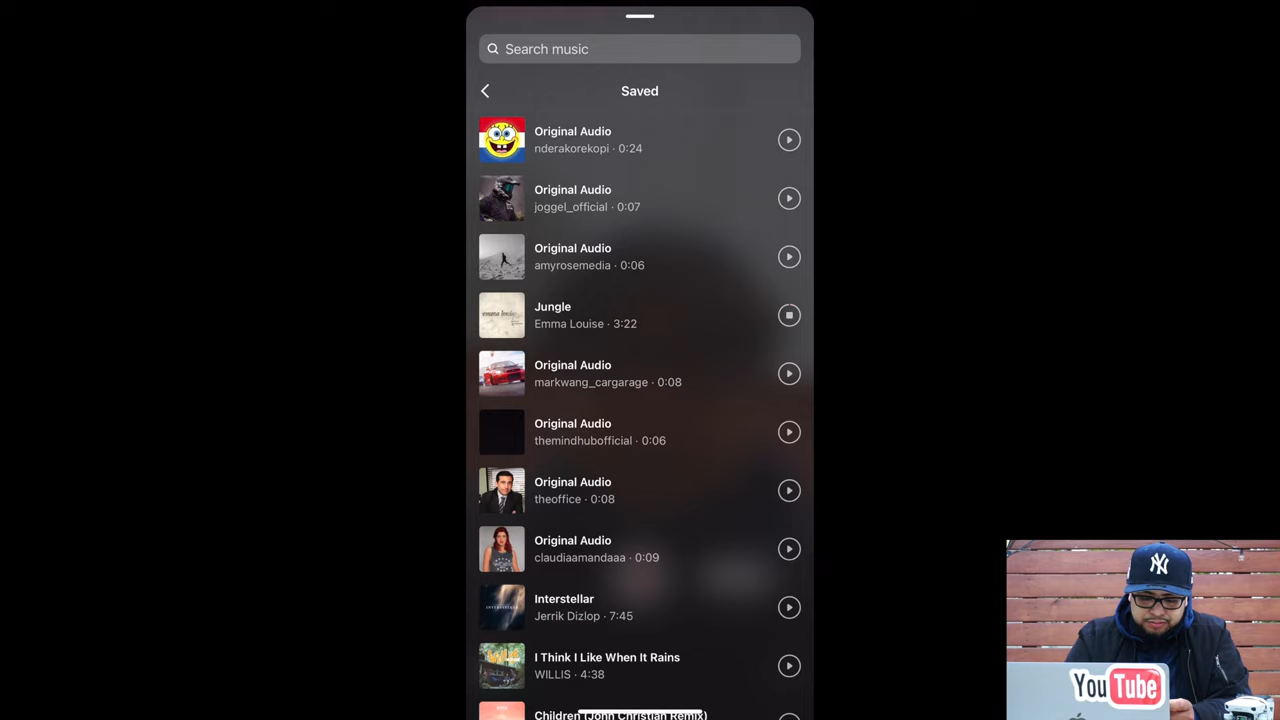 Search music
Saved
Original Audio
nderakorekopi · 0:24
Original Audio
joggel_official · 0:07
Original Audio
amyrosemedia · 0:06
Jungle
Emma Louise · 3:22
Original Audio
markwang_cargarage · 0:08
Original Audio
themindhubofficial · 0:06
Original Audio
theoffice · 0:08
Original Audio
claudiaamandaaa · 0:09
Interstellar
Jerrik Dizlop · 7:45
I Think I Like When It Rains
WILLIS · 4:38
Children (John Christian Remix)
NY
YouTube